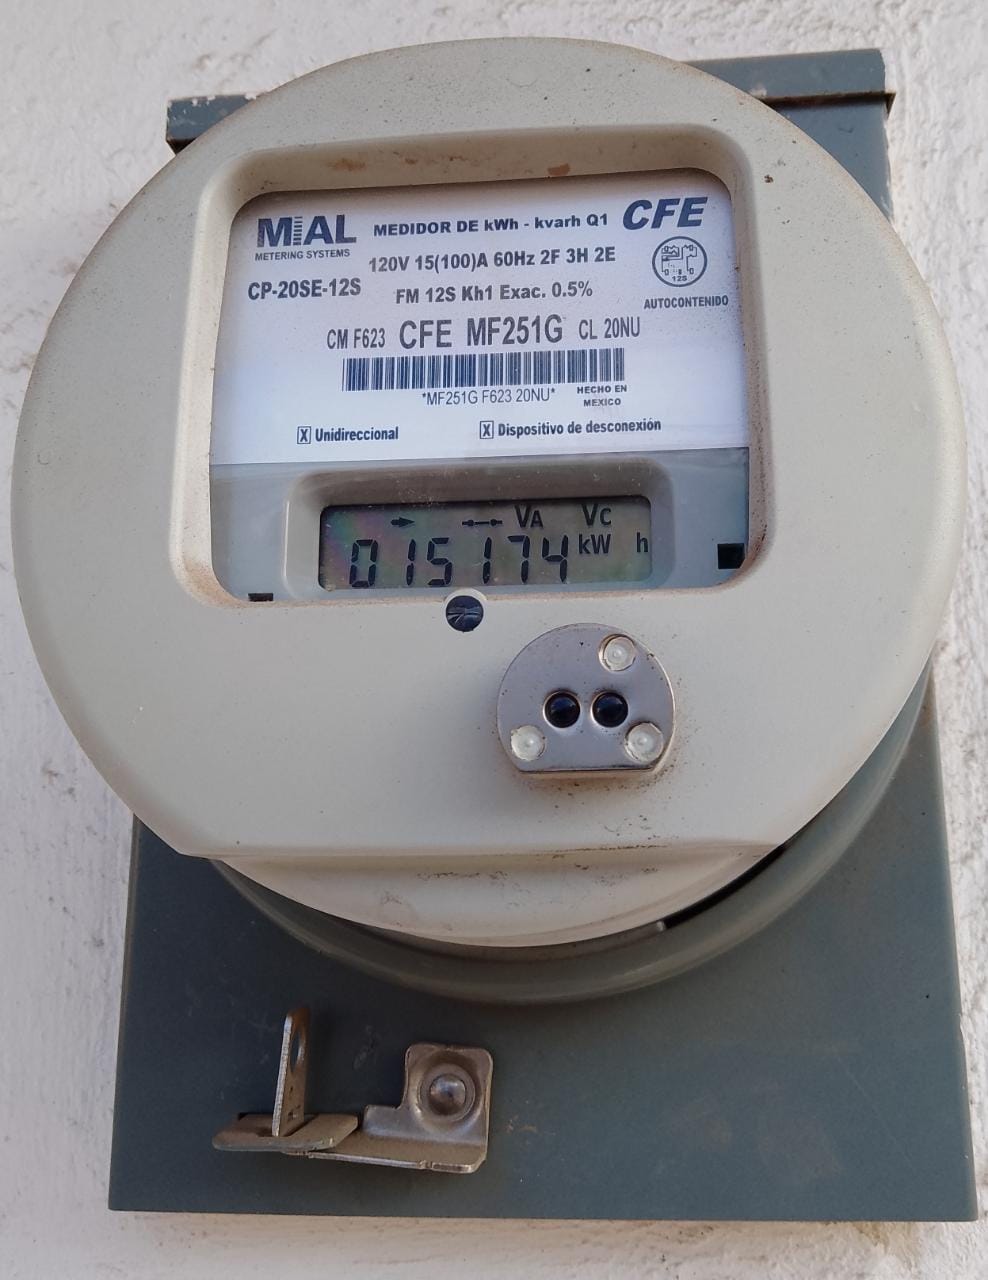 MIAL
METERING SYSTEMS
MEDIDOR DE kWh - kvarh Q1
CFE
120V 15(100)A 60Hz 2F 3H 2E
CP-20SE-12S
FM 12S Kh1 Exac. 0.5%
12S
AUTOCONTENIDO
CM F623 CFE MF251G CL 20NU
*MF251G F623 20NU*
HECHO EN
MEXICO
X Unidireccional
X Dispositivo de desconexión
VA VC
015174 kW h